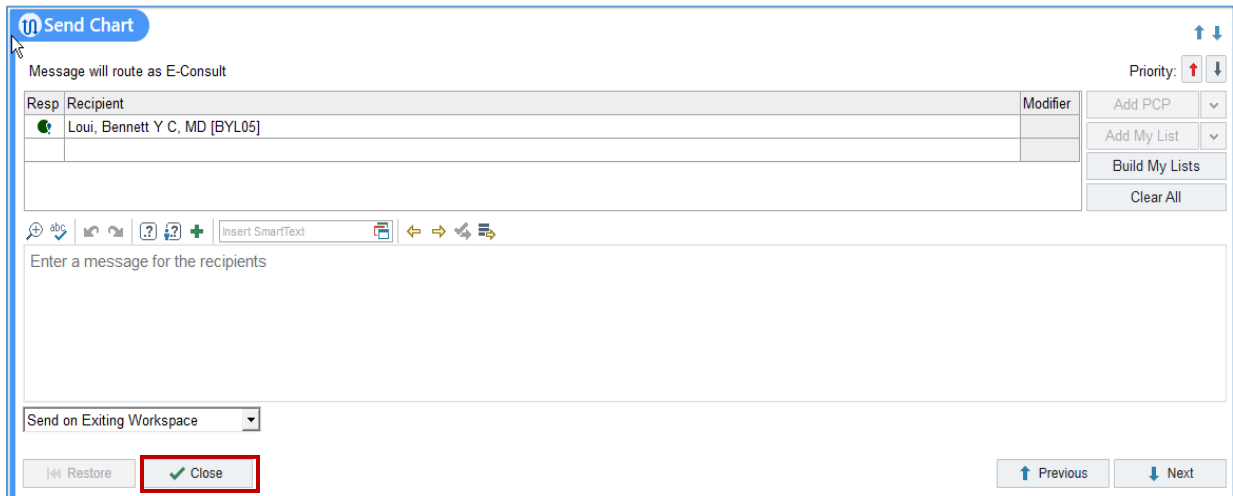 Send Chart
Message will route as E-Consult
Priority:
Resp Recipient Modifier
Add PCP
Loui, Bennett Y C, MD [BYL05]
Add My List
Build My Lists
Clear All
abc
Insert SmartText
Enter a message for the recipients
Send on Exiting Workspace
Restore Close Previous Next